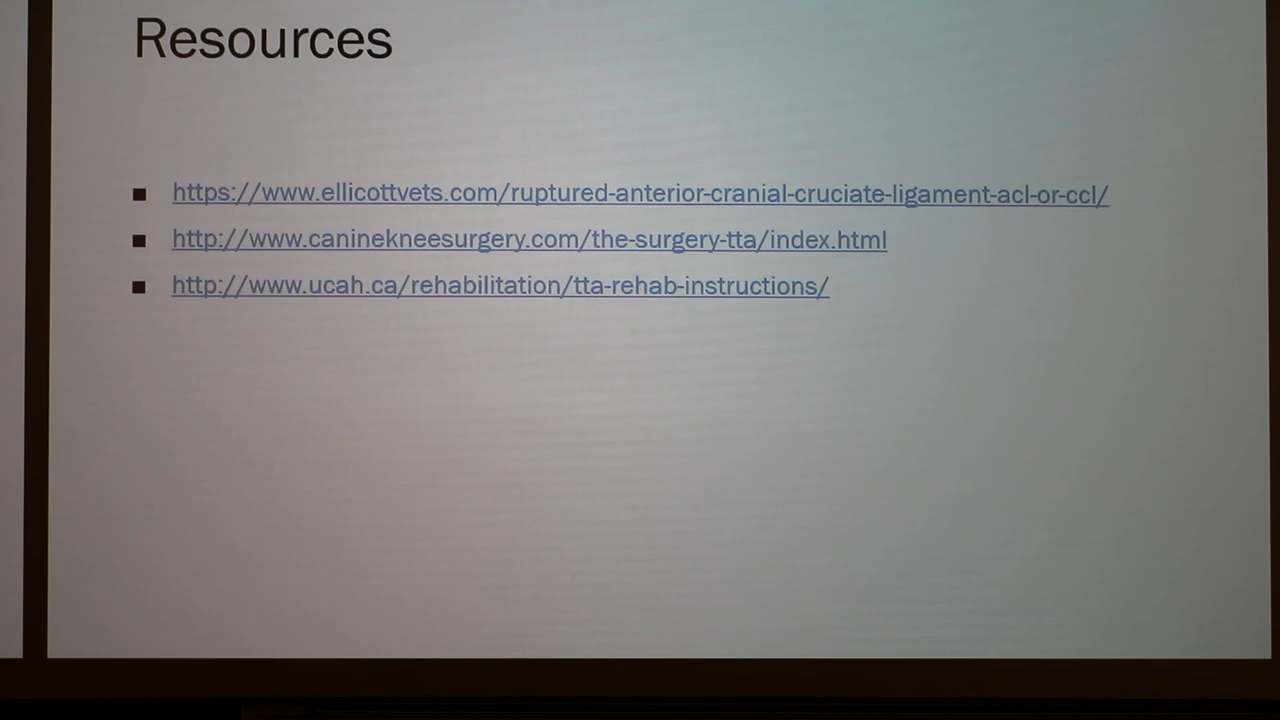 Resources
https://www.ellicottvets.com/ruptured-anterior-cranial-cruciate-ligament-acl-or-ccl/
http://www.caninekneesurgery.com/the-surgery-tta/index.html
http://www.ucah.ca/rehabilitation/tta-rehab-instructions/